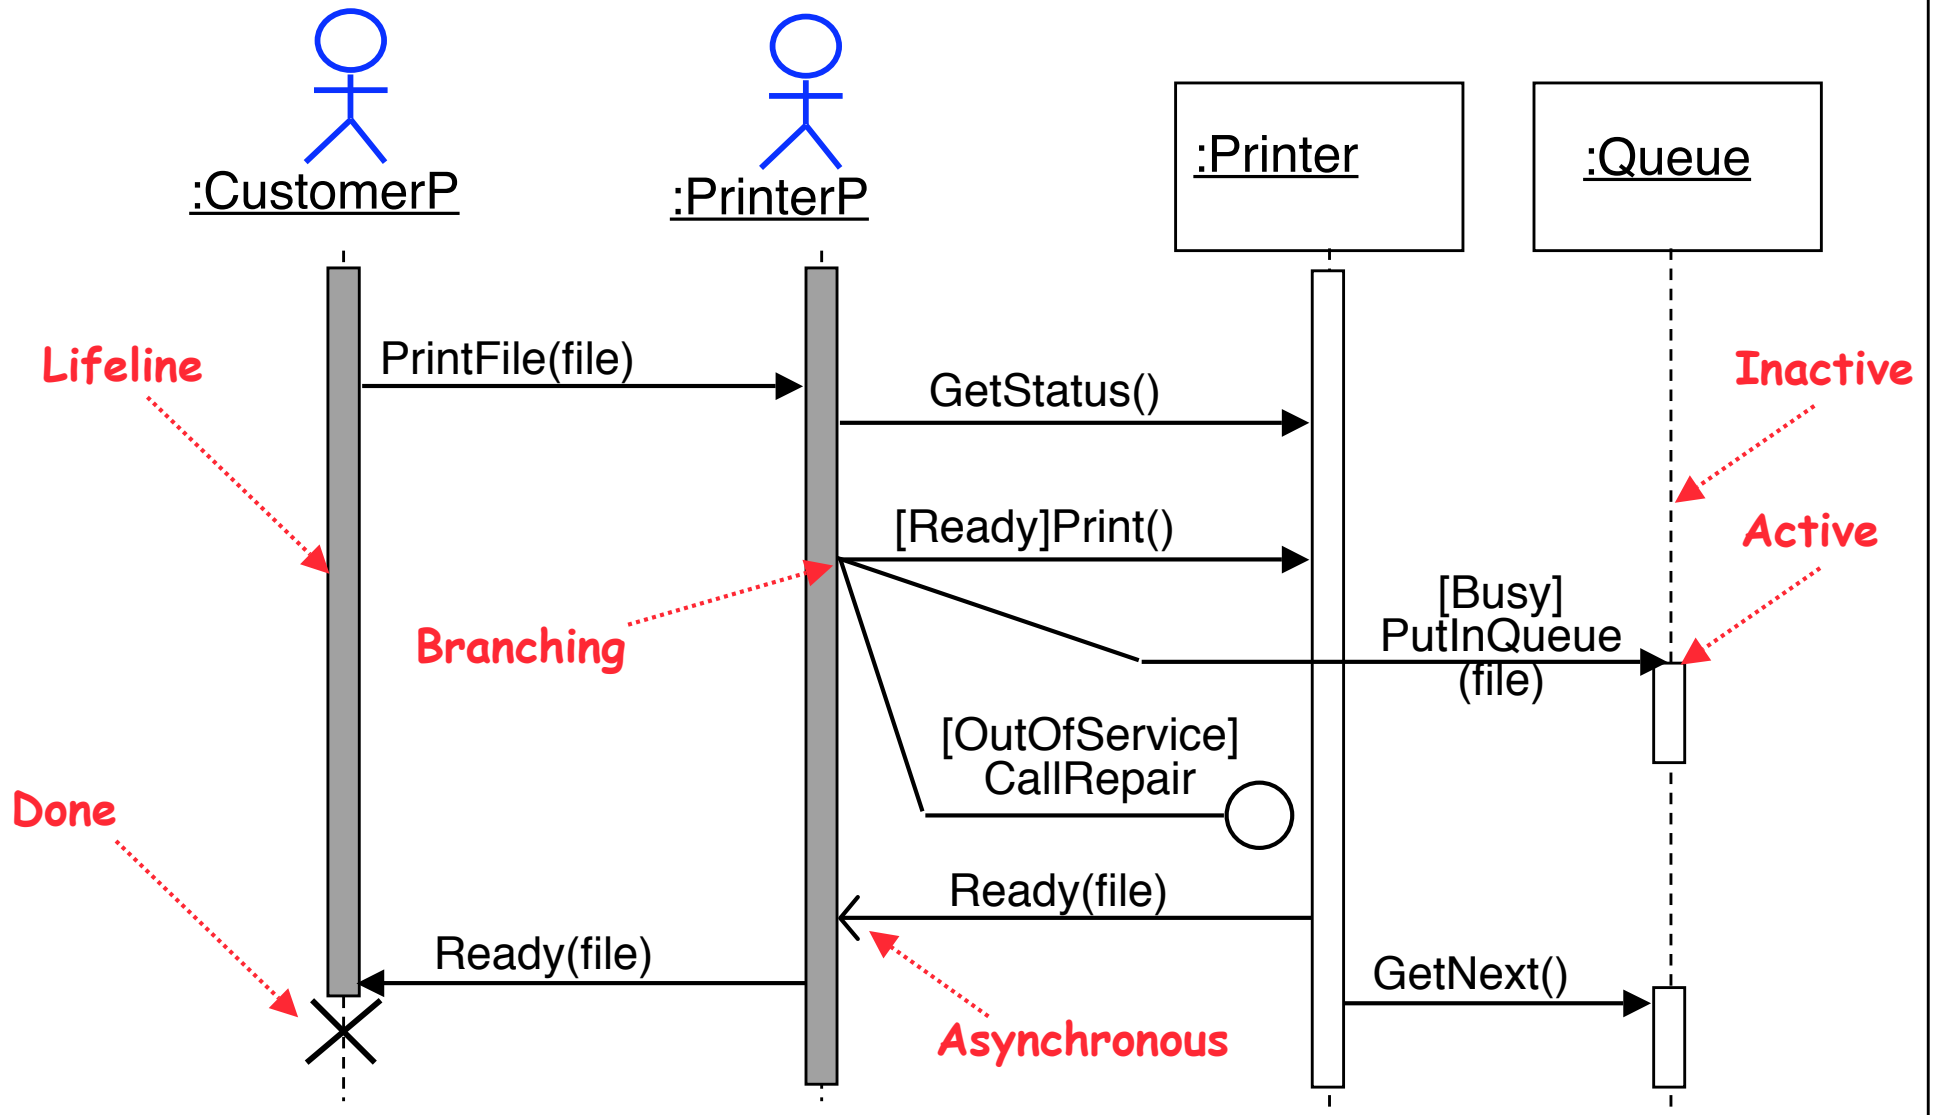 :CustomerP
:PrinterP
:Printer
:Queue
Lifeline
PrintFile(file)
GetStatus()
Inactive
[Ready]Print()
Active
[Busy]
PutInQueue
(file)
Branching
[OutOfService]
CallRepair
Done
Ready(file)
Ready(file)
GetNext()
Asynchronous